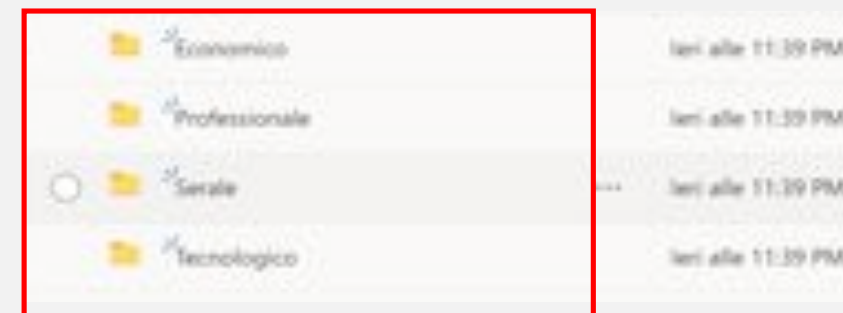 Economico Ieri alle 11:39 PM
Professionale Ieri alle 11:39 PM
Serale ... Ieri alle 11:39 PM
Tecnologico Ieri alle 11:39 PM